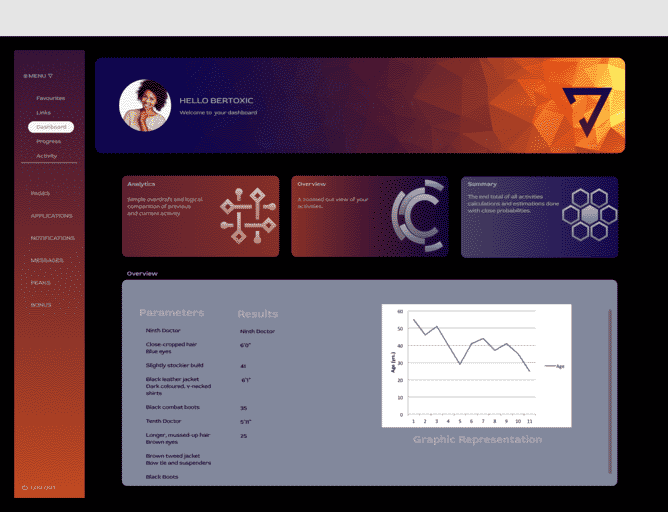 MENU
Favourites
Links
Dashboard
Progress
Activity
PAGES
APPLICATIONS
NOTIFICATIONS
MESSAGES
PEAKS
BONUS
LOG OUT
HELLO BERTOXIC
Welcome to your dashboard
Analytics
Simple overdraft and logical
comparition of previous
and current activity
Overview
A zoomed out view of your
activities.
Summary
The end total of all activities
calculations and estimations done
with close probabilities.
Overview
Parameters Results
Ninth Doctor Ninth Doctor
Close-cropped hair 6'0"
Blue eyes
Slightly stockier build 41
Black leather jacket 6'1"
Dark coloured, v-necked
shirts
Black combat boots 35
Tenth Doctor 5'11"
Longer, mussed-up hair 25
Brown eyes
Brown tweed jacket
Bow tie and suspenders
Black Boots
60
50
40
30
20
10
0
Age (yrs.)
1 2 3 4 5 6 7 8 9 10 11
Age
Graphic Representation